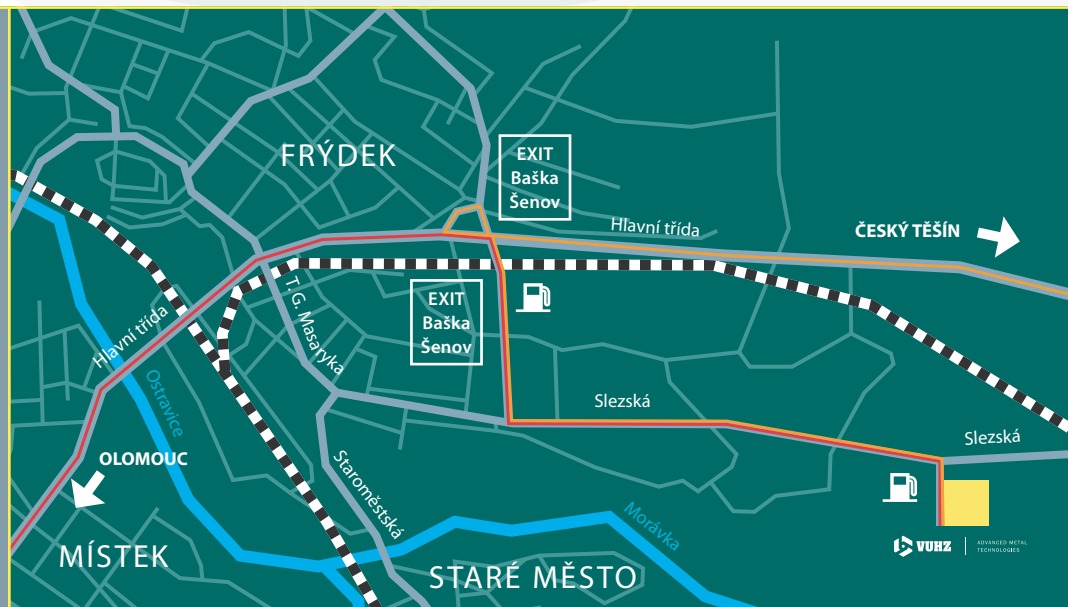 FRÝDEK
EXIT
Baška
Šenov
Hlavní třída
ČESKÝ TĚŠÍN
EXIT
Baška
Šenov
T. G. Masaryka
Hlavní třída
Ostravice
Slezská
Slezská
OLOMOUC
Staroměstská
Morávka
MÍSTEK
STARÉ MĚSTO
VUHZ
ADVANCED METAL
TECHNOLOGIES